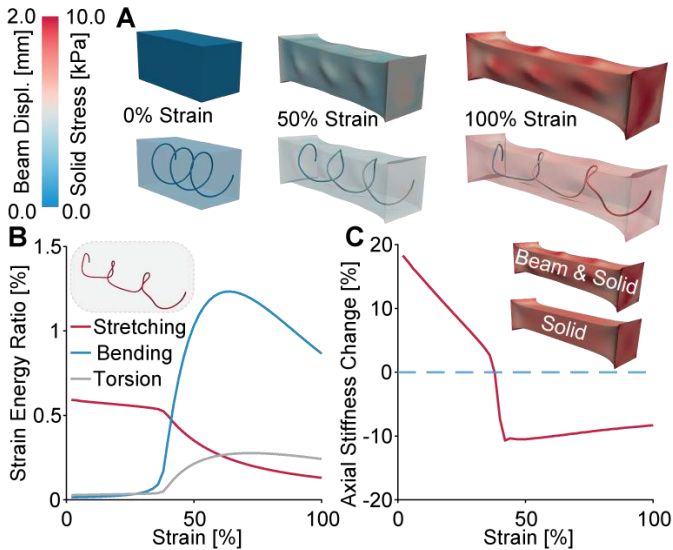 2.0
10.0
Beam Displ. [mm]
Solid Stress [kPa]
0.0
0.0
A
0% Strain
50% Strain
100% Strain
B
1.5
1
0.5
0
Strain Energy Ratio [%]
Stretching
Bending
Torsion
50
100
Strain [%]
C
20
10
0
-10
-20
Axial Stiffness Change [%]
Beam & Solid
Solid
0
50
100
Strain [%]